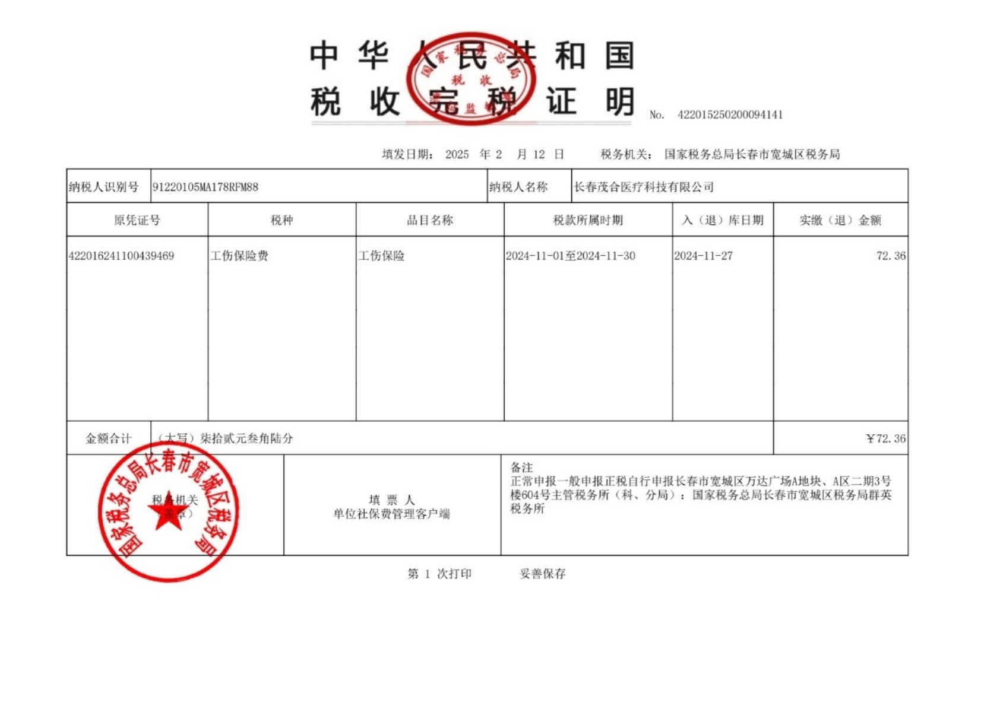 中华人民共和国
税收完税证明
国家税务总局
税收
监
No. 422015250200094141
填发日期： 2025 年 2 月 12 日 税务机关： 国家税务总局长春市宽城区税务局
纳税人识别号 91220105MA178RFM88 纳税人名称 长春茂合医疗科技有限公司
原凭证号 税种 品目名称 税款所属时期 入（退）库日期 实缴（退）金额
422016241100439469 工伤保险费 工伤保险 2024-11-01至2024-11-30 2024-11-27 72.36
金额合计 （大写）柒拾贰元叁角陆分 ￥72.36
国家税务总局长春市宽城区税务局
税务机关
（盖章）
填 票 人
单位社保费管理客户端
备注
正常申报一般申报正税自行申报长春市宽城区万达广场A地块、A区二期3号
楼604号主管税务所（科、分局）：国家税务总局长春市宽城区税务局群英
税务所
第 1 次打印 妥善保存